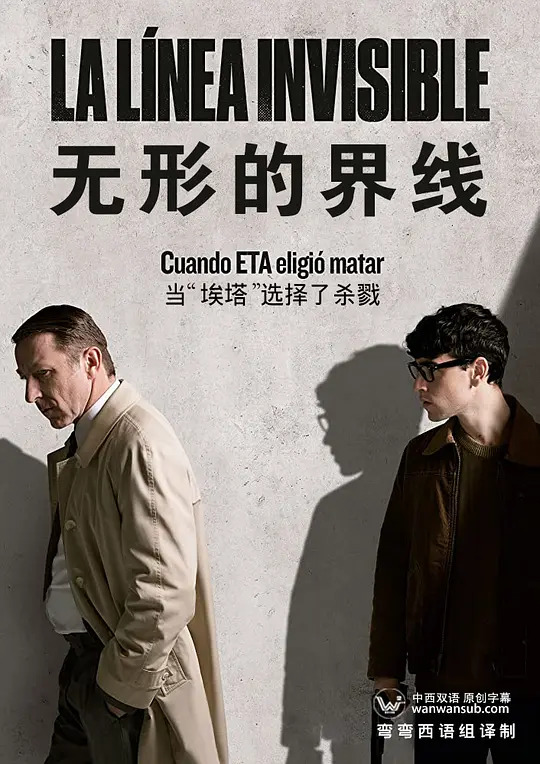 LA LÍNEA INVISIBLE
无形的界线
Cuando ETA eligió matar
当“埃塔”选择了杀戮
中西双语 原创字幕
wanwansub.com
弯弯西语组译制